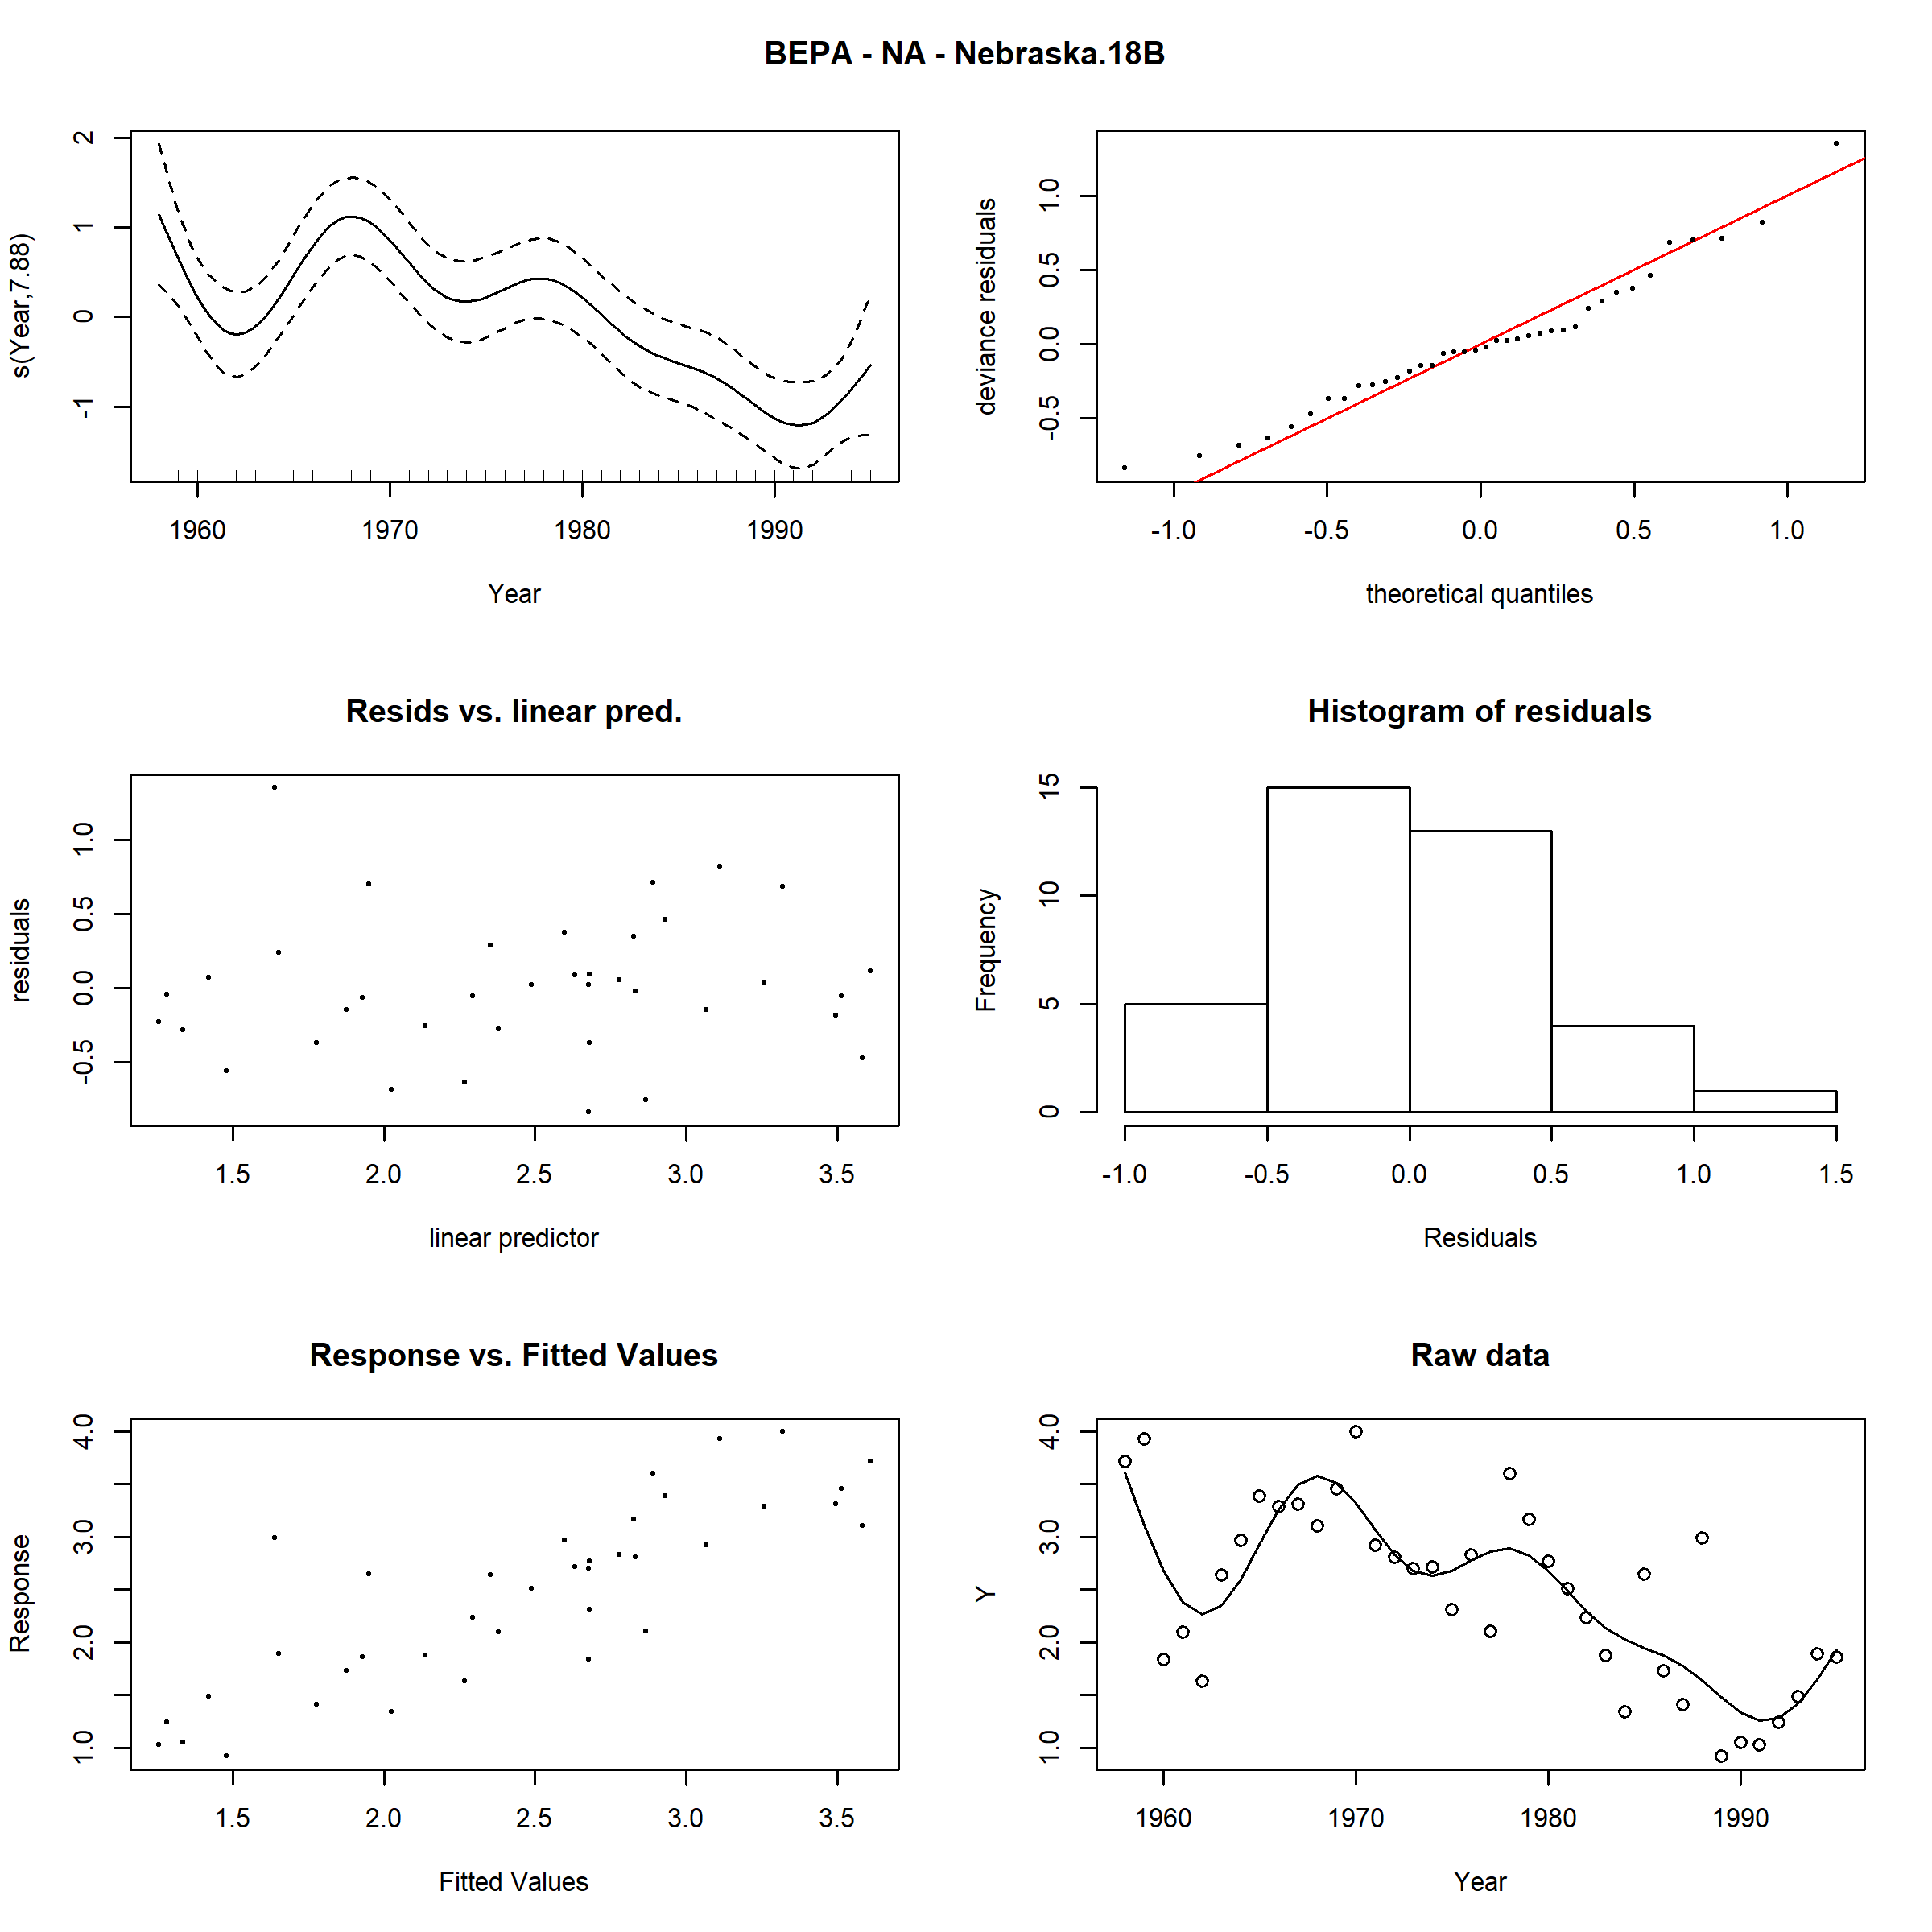 BEPA - NA - Nebraska.18B
s(Year,7.88)
2
1
0
-1
1960 1970 1980 1990
Year
deviance residuals
1.0
0.5
0.0
-0.5
-1.0 -0.5 0.0 0.5 1.0
theoretical quantiles
Resids vs. linear pred.
residuals
1.0
0.5
0.0
-0.5
1.5 2.0 2.5 3.0 3.5
linear predictor
Histogram of residuals
Frequency
15
10
5
0
-1.0 -0.5 0.0 0.5 1.0 1.5
Residuals
Response vs. Fitted Values
Response
4.0
3.0
2.0
1.0
1.5 2.0 2.5 3.0 3.5
Fitted Values
Raw data
Y
4.0
3.0
2.0
1.0
1960 1970 1980 1990
Year